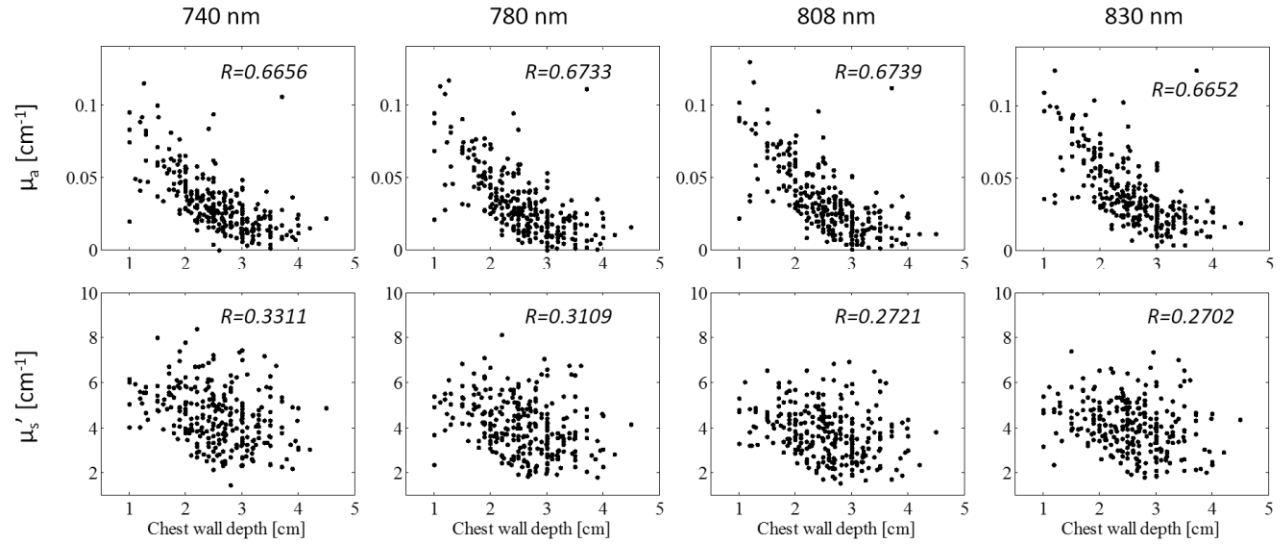 740 nm 780 nm 808 nm 830 nm
μa [cm-1]
0.1
0.05
0
R=0.6656
1 2 3 4 5
0.1
0.05
0
R=0.6733
1 2 3 4 5
0.1
0.05
0
R=0.6739
1 2 3 4 5
0.1
0.05
0
R=0.6652
1 2 3 4 5
μs' [cm-1]
10
8
6
4
2
R=0.3311
1 2 3 4 5
Chest wall depth [cm]
10
8
6
4
2
R=0.3109
1 2 3 4 5
Chest wall depth [cm]
10
8
6
4
2
R=0.2721
1 2 3 4 5
Chest wall depth [cm]
10
8
6
4
2
R=0.2702
1 2 3 4 5
Chest wall depth [cm]